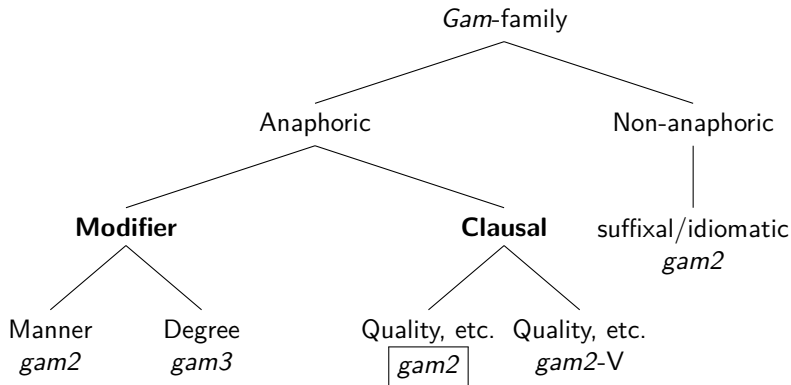 Gam-family
Anaphoric Non-anaphoric
Modifier Clausal suffixal/idiomatic
gam2
Manner Degree Quality, etc. Quality, etc.
gam2 gam3 gam2 gam2-V